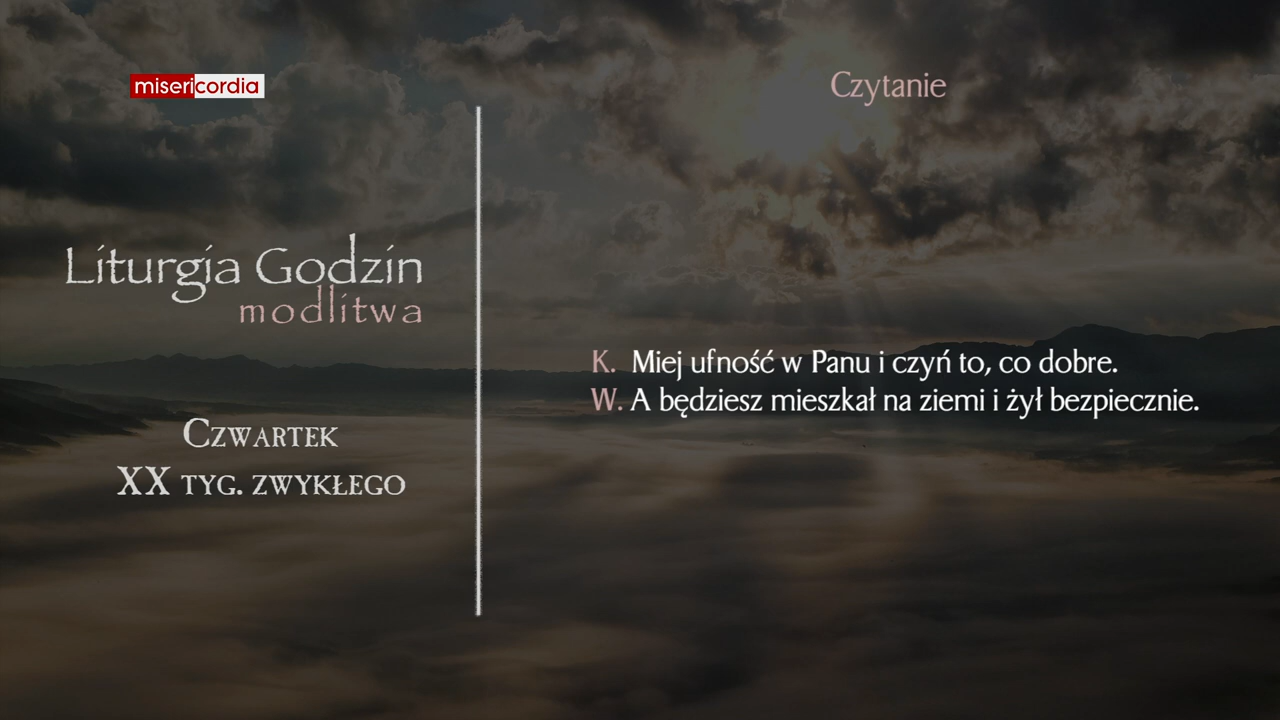 misericordia
Liturgia Godzin
modlitwa
Czwartek
XX tyg. zwykłego
Czytanie
K. Miej ufność w Panu i czyń to, co dobre.
W. A będziesz mieszkał na ziemi i żył bezpiecznie.